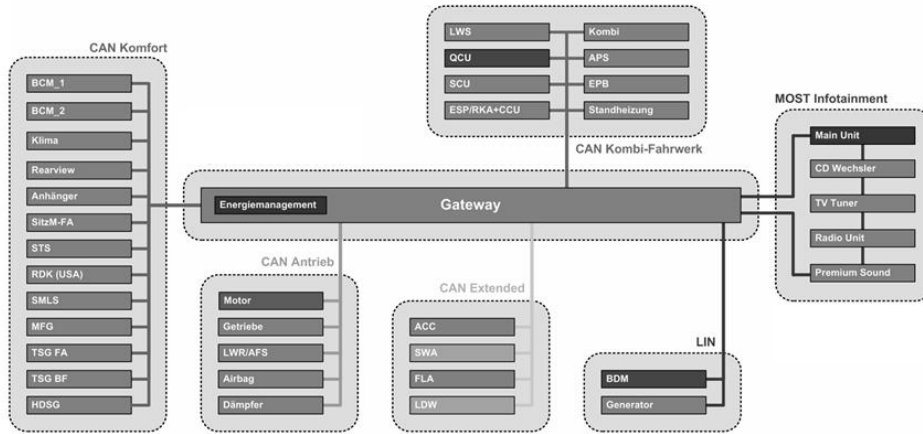 CAN Komfort
BCM_1
BCM_2
Klima
Rearview
Anhänger
SitzM-FA
STS
RDK (USA)
SMLS
MFG
TSG FA
TSG BF
HDSG
LWS
Kombi
QCU
APS
SCU
EPB
ESP/RKA+CCU
Standheizung
CAN Kombi-Fahrwerk
MOST Infotainment
Main Unit
CD Wechsler
TV Tuner
Radio Unit
Premium Sound
Energiemanagement
Gateway
CAN Antrieb
Motor
Getriebe
LWR/AFS
Airbag
Dämpfer
CAN Extended
ACC
SWA
FLA
LDW
LIN
BDM
Generator